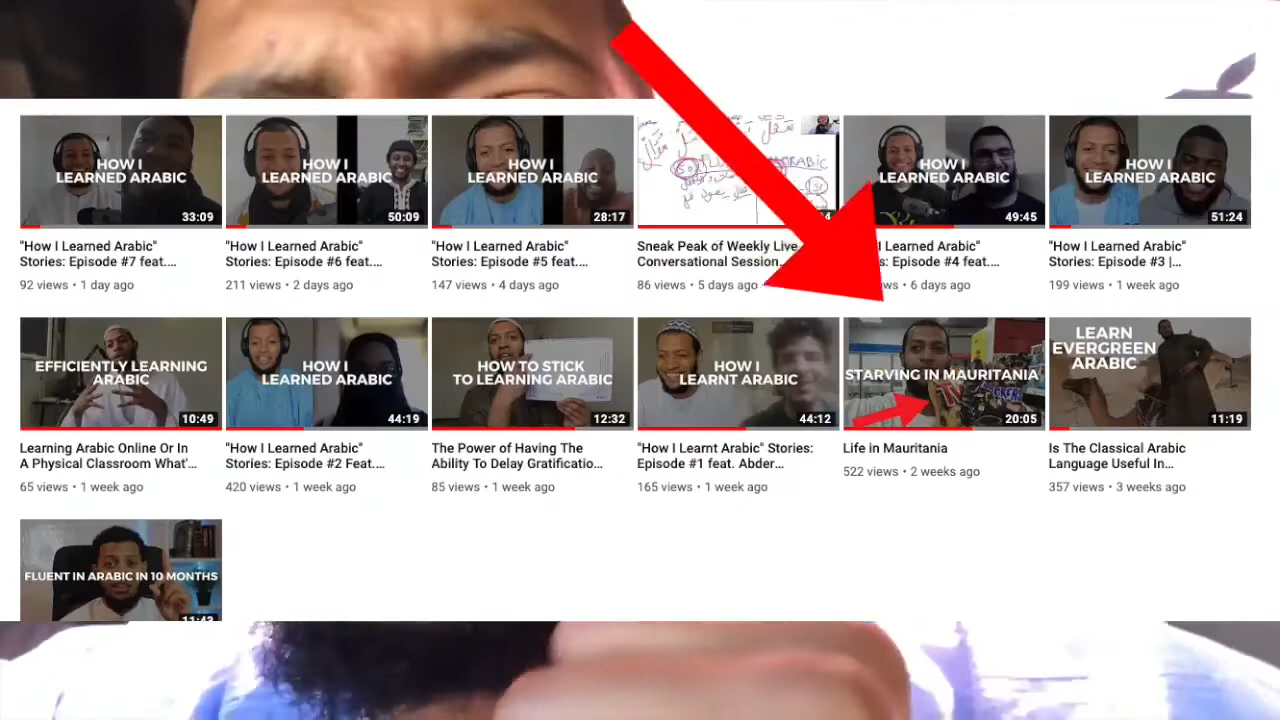 HOW I
LEARNED ARABIC
33:09
HOW I
LEARNED ARABIC
50:09
HOW I
LEARNED ARABIC
28:17
ARABIC
HOW I
LEARNED ARABIC
49:45
HOW I
LEARNED ARABIC
51:24
"How I Learned Arabic"
Stories: Episode #7 feat....
92 views • 1 day ago
"How I Learned Arabic"
Stories: Episode #6 feat....
211 views • 2 days ago
"How I Learned Arabic"
Stories: Episode #5 feat....
147 views • 4 days ago
Sneak Peak of Weekly Live
Conversational Session...
86 views • 5 days ago
I Learned Arabic"
Episode #4 feat....
6 days ago
"How I Learned Arabic"
Stories: Episode #3 |...
199 views • 1 week ago
EFFICIENTLY LEARNING
ARABIC
10:49
HOW I
LEARNED ARABIC
44:19
HOW TO STICK
TO LEARNING ARABIC
12:32
HOW I
LEARNT ARABIC
44:12
STARVING IN MAURITANIA
20:05
LEARN
EVERGREEN
ARABIC
11:19
Learning Arabic Online Or In
A Physical Classroom What'...
65 views • 1 week ago
"How I Learned Arabic"
Stories: Episode #2 Feat....
420 views • 1 week ago
The Power of Having The
Ability To Delay Gratificatio...
85 views • 1 week ago
"How I Learnt Arabic" Stories:
Episode #1 feat. Abder...
165 views • 1 week ago
Life in Mauritania
522 views • 2 weeks ago
Is The Classical Arabic
Language Useful In...
357 views • 3 weeks ago
FLUENT IN ARABIC IN 10 MONTHS
11:43